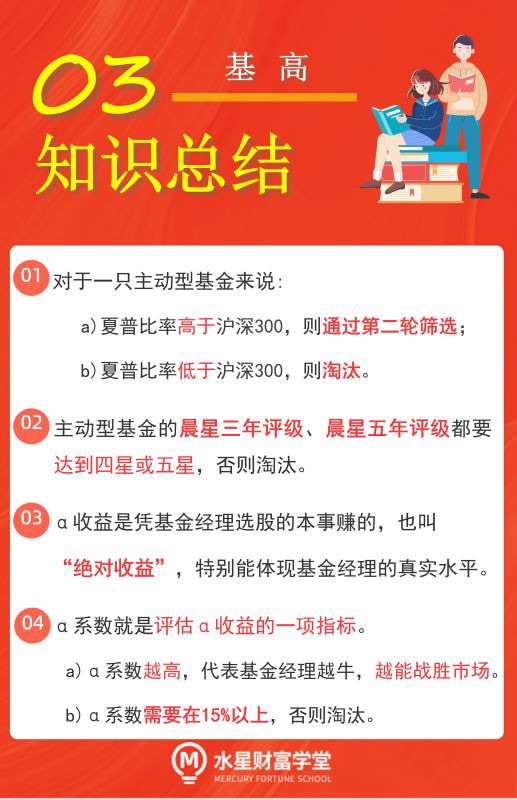 03
基 高
知识总结
01 对于一只主动型基金来说:
a)夏普比率高于沪深300，则通过第二轮筛选；
b)夏普比率低于沪深300，则淘汰。
02 主动型基金的晨星三年评级、晨星五年评级都要
达到四星或五星，否则淘汰。
03 α收益是凭基金经理选股的本事赚的，也叫
“绝对收益”，特别能体现基金经理的真实水平。
04 α系数就是评估α收益的一项指标。
a)α系数越高，代表基金经理越牛，越能战胜市场。
b)α系数需要在15%以上，否则淘汰。
水星财富学堂
MERCURY FORTUNE SCHOOL